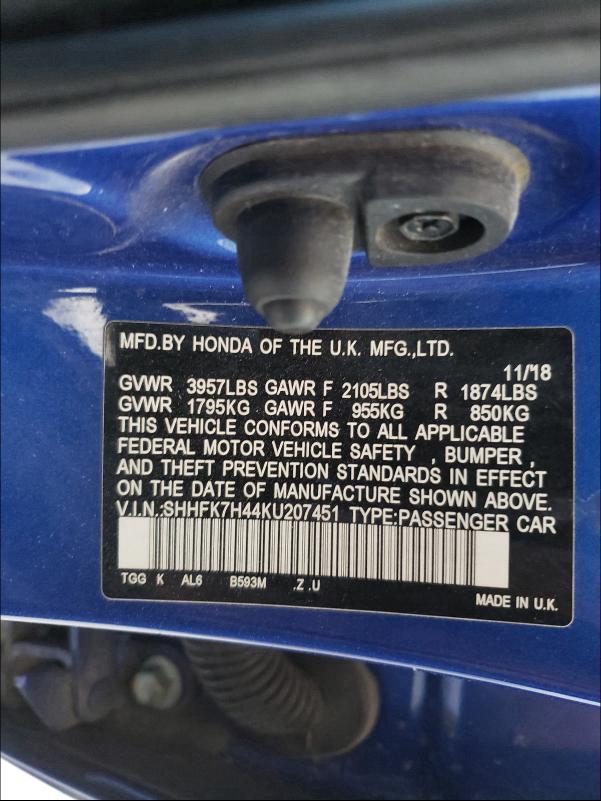 MFD.BY HONDA OF THE U.K. MFG.,LTD.
11/18
GVWR 3957LBS GAWR F 2105LBS R 1874LBS
GVWR 1795KG GAWR F 955KG R 850KG
THIS VEHICLE CONFORMS TO ALL APPLICABLE
FEDERAL MOTOR VEHICLE SAFETY , BUMPER ,
AND THEFT PREVENTION STANDARDS IN EFFECT
ON THE DATE OF MANUFACTURE SHOWN ABOVE.
V.I.N.:SHHFK7H44KU207451 TYPE:PASSENGER CAR
TGG K AL6 B593M .Z .U
MADE IN U.K.